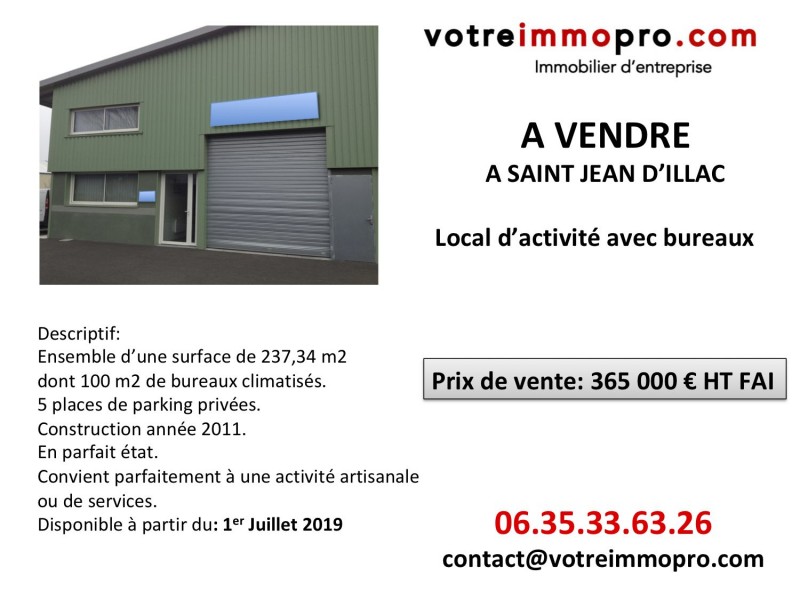 votreimmopro.com
Immobilier d’entreprise
A VENDRE
A SAINT JEAN D’ILLAC
Local d’activité avec bureaux
Descriptif:
Ensemble d’une surface de 237,34 m2
dont 100 m2 de bureaux climatisés.
5 places de parking privées.
Construction année 2011.
En parfait état.
Convient parfaitement à une activité artisanale
ou de services.
Disponible à partir du: 1er Juillet 2019
Prix de vente: 365 000 € HT FAI
06.35.33.63.26
contact@votreimmopro.com